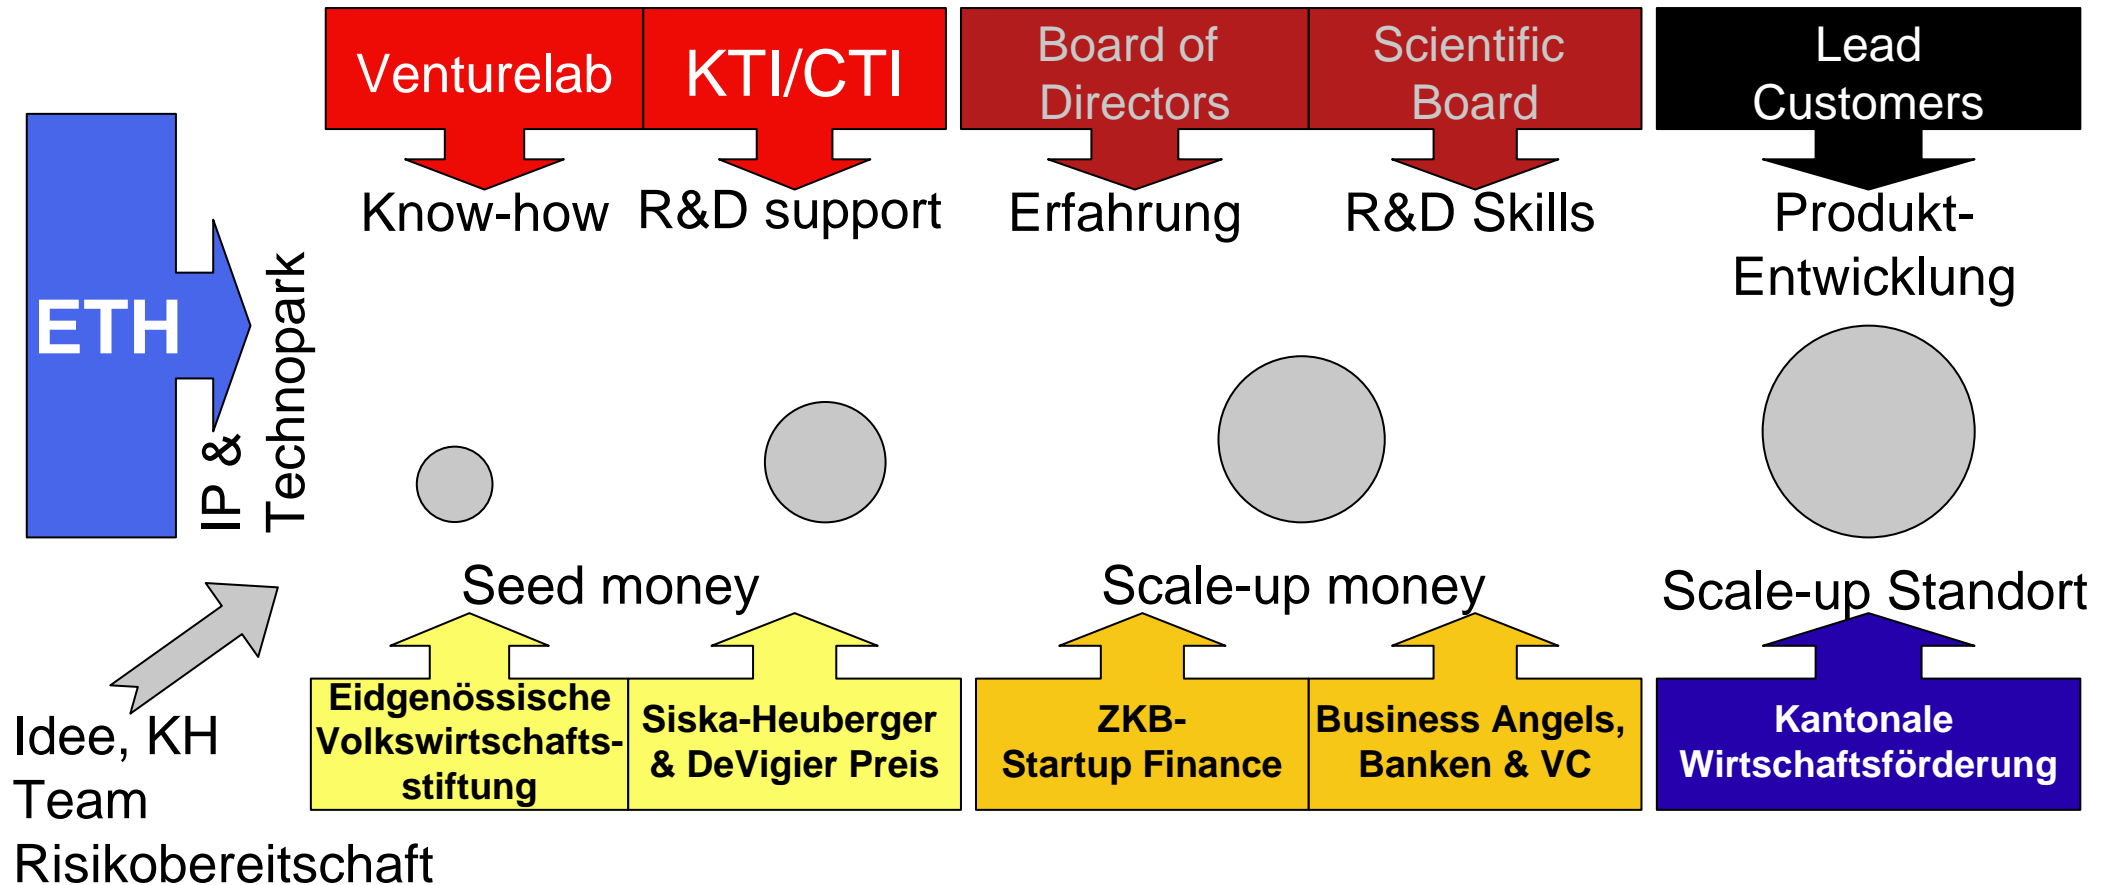 Venturelab
KTI/CTI
Board of
Directors
Scientific
Board
Lead
Customers
Know-how
R&D support
Erfahrung
R&D Skills
Produkt-
Entwicklung
ETH
IP &
Technopark
Seed money
Scale-up money
Scale-up Standort
Idee, KH
Team
Risikobereitschaft
Eidgenössische
Volkswirtschafts-
stiftung
Siska-Heuberger
& DeVigier Preis
ZKB-
Startup Finance
Business Angels,
Banken & VC
Kantonale
Wirtschaftsförderung